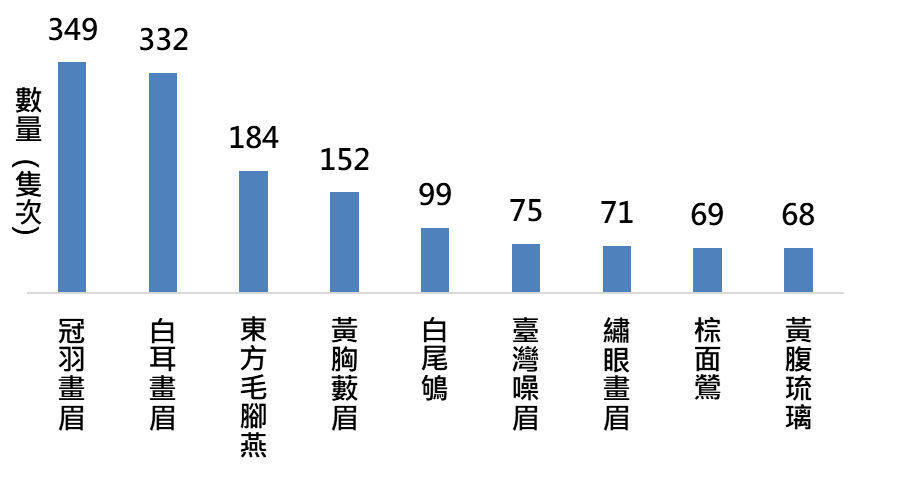 數量（隻次）
349
332
184
152
99
75
71
69
68
冠羽畫眉
白耳畫眉
東方毛腳燕
黃胸藪眉
白尾鴝
臺灣噪眉
繡眼畫眉
棕面鶯
黃腹琉璃